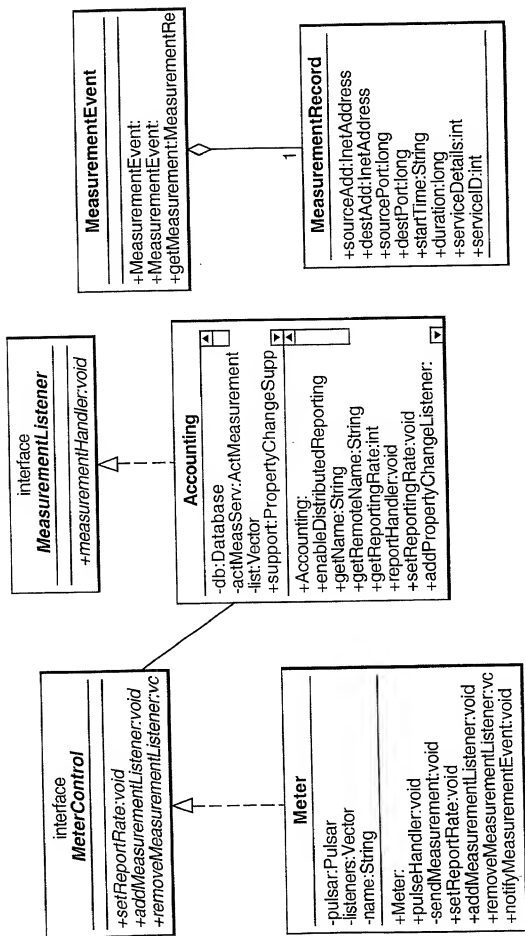 interface
MeterControl
+setReportRate:void
+addMeasurementListener:void
+removeMeasurementListener:vc
Meter
-pulsar:Pulsar
-listeners:Vector
-name:String
+Meter:
+pulseHandler:void
-sendMeasurement:void
+setReportRate:void
+addMeasurementListener:void
+removeMeasurementListener:vc
+notifyMeasurementEvent:void
interface
MeasurementListener
+measurementHandler:void
Accounting
-db:Database
-actMeasServ:ActMeasurement
-list:Vector
+support:PropertyChangeSupp
+Accounting:
+enableDistributedReporting
+getName:String
+getRemoteName:String
+getReportingRate:int
+reportHandler:void
+setReportingRate:void
+addPropertyChangeListener:
MeasurementEvent
+MeasurementEvent:
+MeasurementEvent:
+getMeasurement:MeasurementRe
1
MeasurementRecord
+sourceAdd:InetAddress
+destAdd:InetAddress
+sourcePort:long
+destPort:long
+startTime:String
+duration:long
+serviceDetails:int
+serviceID:int